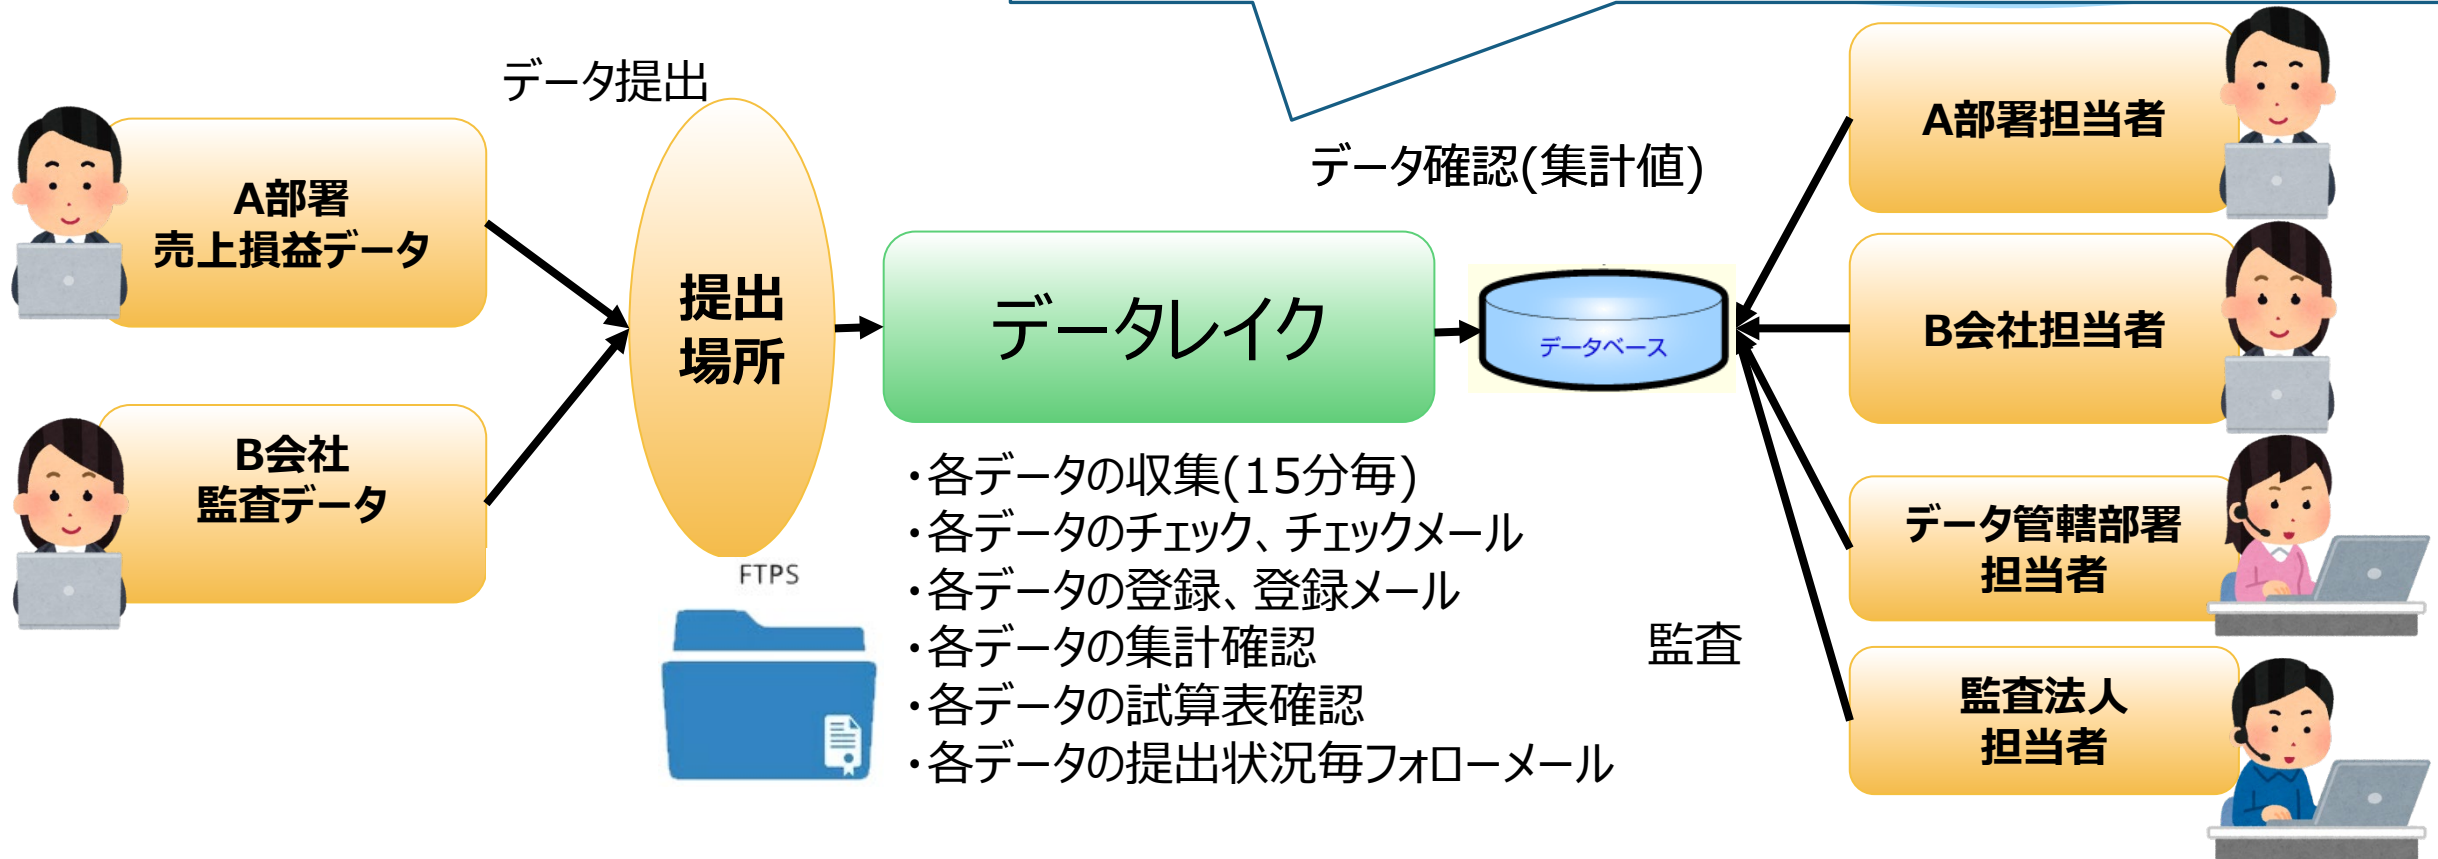 データ提出
A部署
売上損益データ
B会社
監査データ
提出
場所
FTPS
データレイク
・各データの収集(15分毎)
・各データのチェック、チェックメール
・各データの登録、登録メール
・各データの集計確認
・各データの試算表確認
・各データの提出状況毎フォローメール
データ確認(集計値)
データベース
監査
A部署担当者
B会社担当者
データ管轄部署
担当者
監査法人
担当者